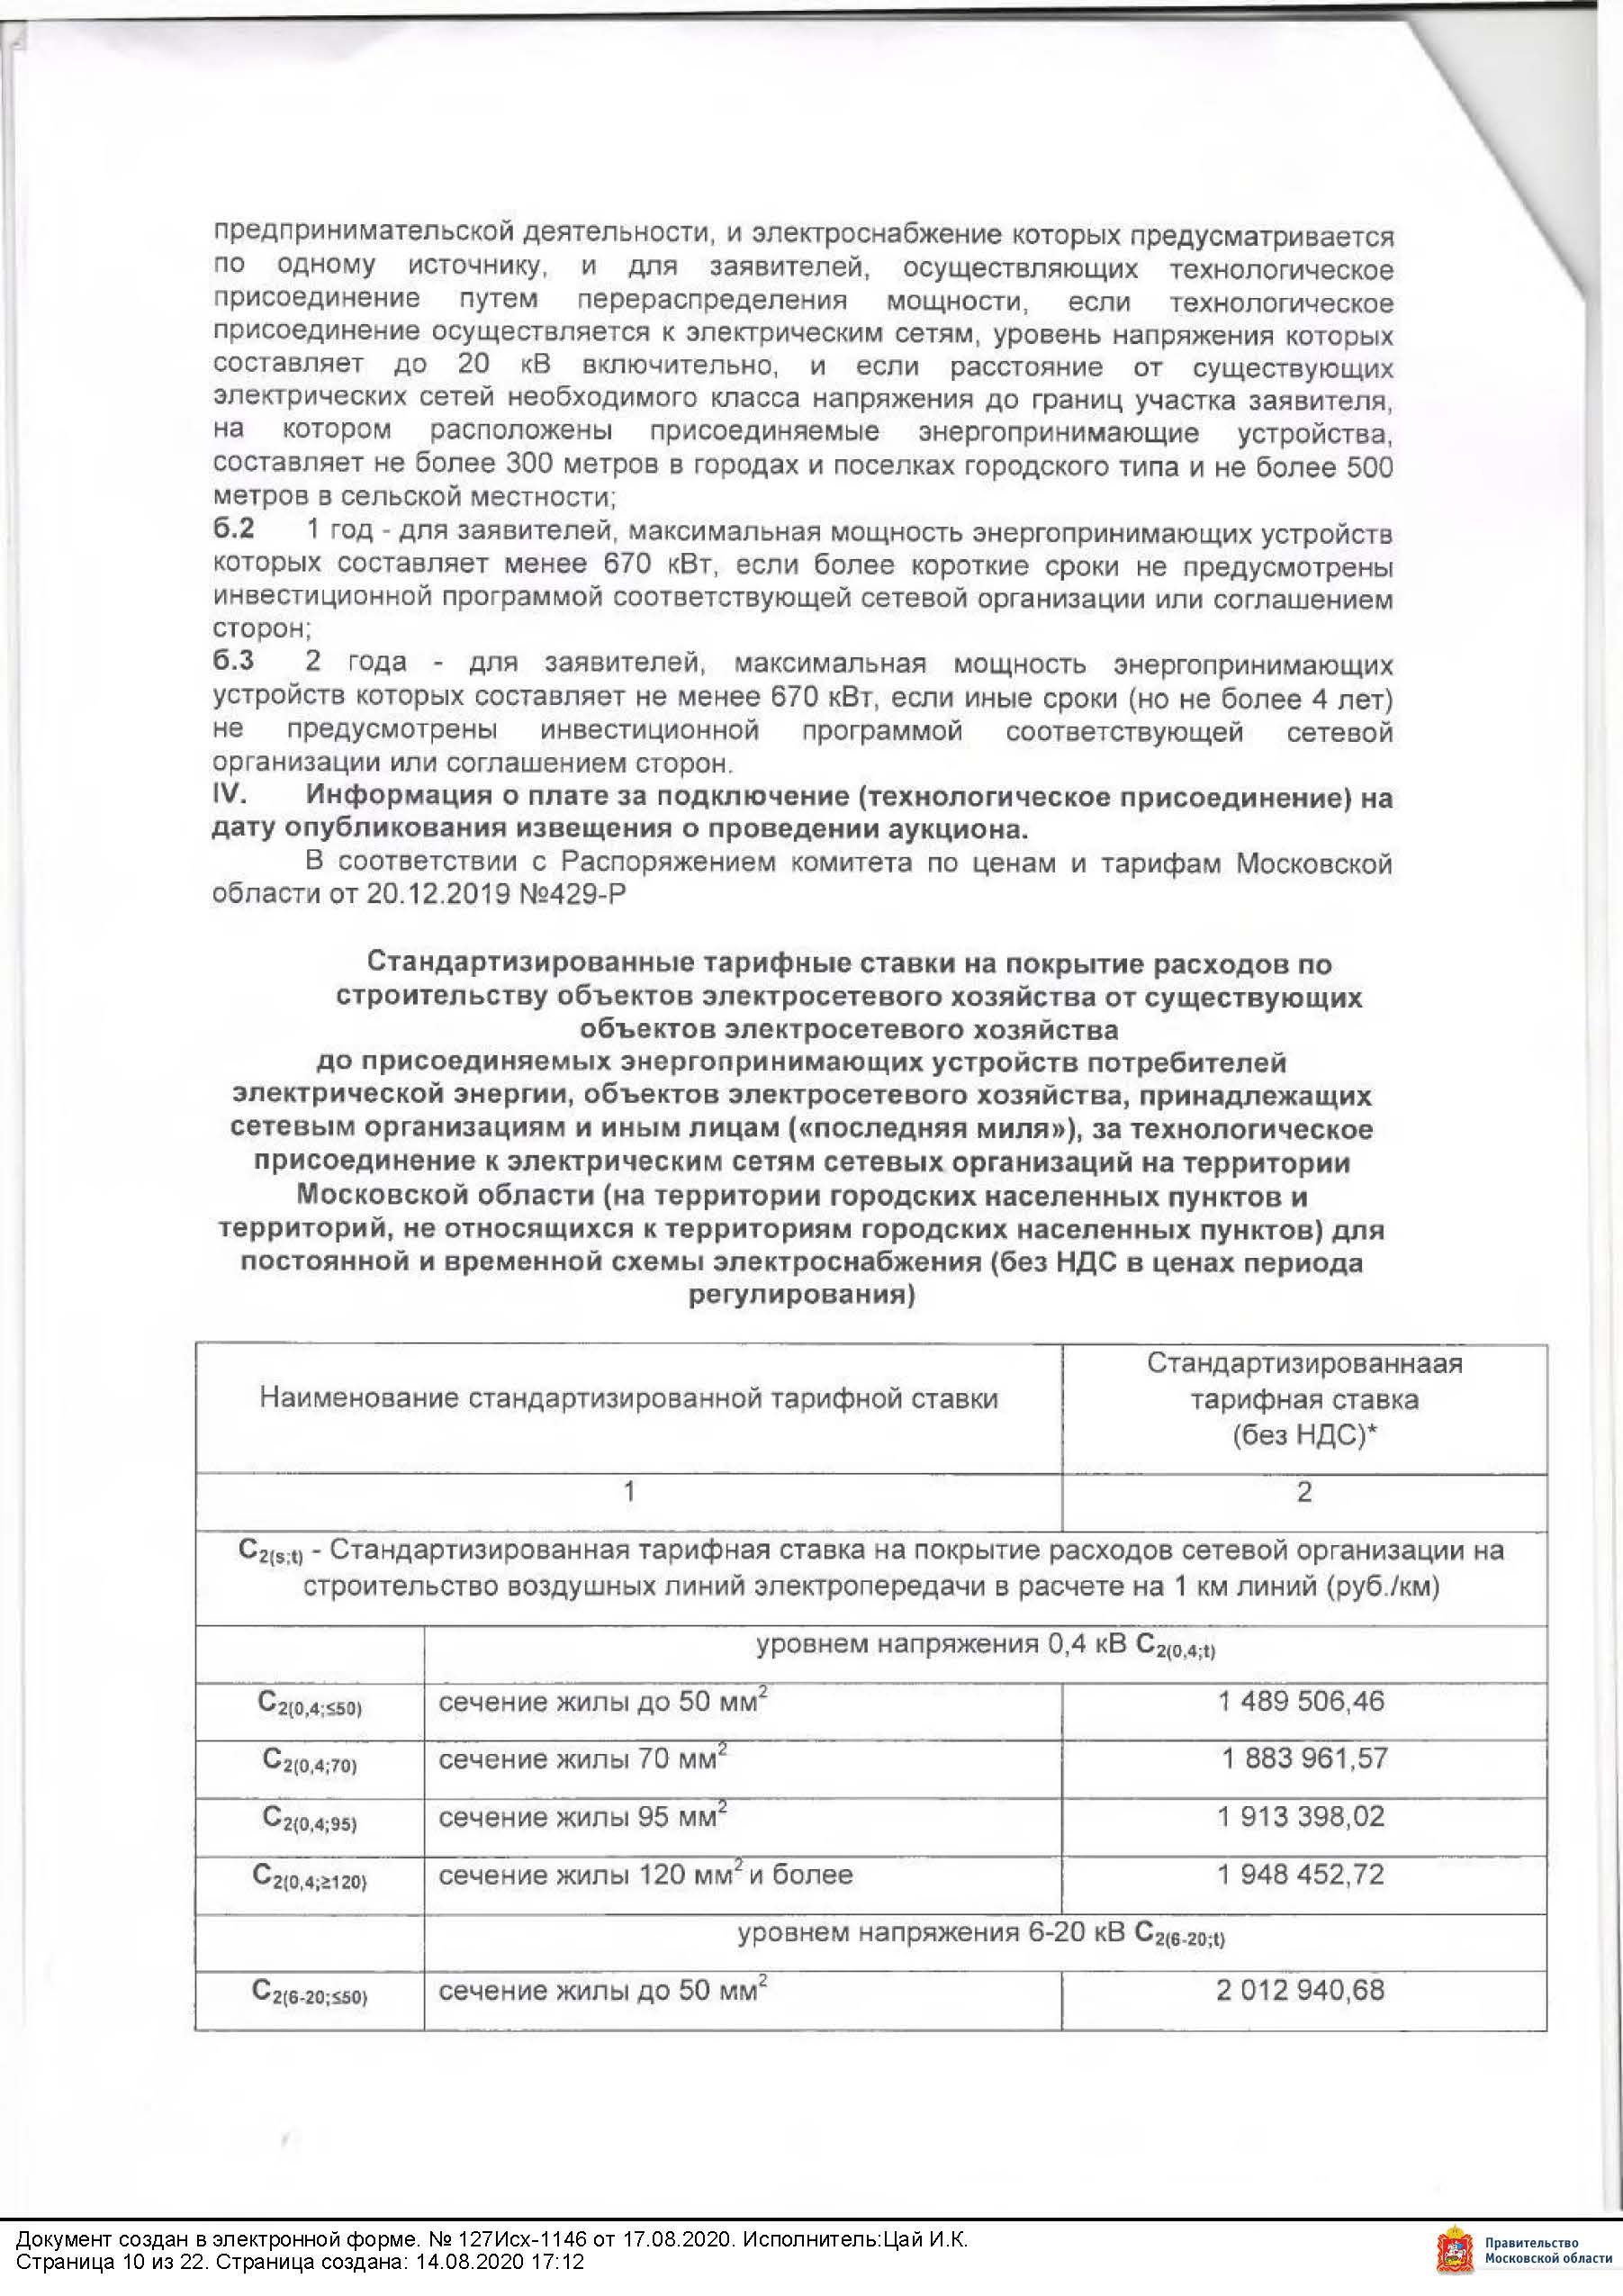 предпринимательской деятельности, и электроснабжение которых предусматривается
по одному источнику, и для заявителей, осуществляющих технологическое
присоединение путем перераспределения мощности, если технологическое
присоединение осуществляется к электрическим сетям, уровень напряжения которых
составляет до 20 кВ включительно, и если расстояние от существующих
электрических сетей необходимого класса напряжения до границ участка заявителя,
на котором расположены присоединяемые энергопринимающие устройства,
составляет не более 300 метров в городах и поселках городского типа и не более 500
метров в сельской местности;
б.2 1 год - для заявителей, максимальная мощность энергопринимающих устройств
которых составляет менее 670 кВт, если более короткие сроки не предусмотрены
инвестиционной программой соответствующей сетевой организации или соглашением
сторон;
б.3 2 года - для заявителей, максимальная мощность энергопринимающих
устройств которых составляет не менее 670 кВт, если иные сроки (но не более 4 лет)
не предусмотрены инвестиционной программой соответствующей сетевой
организации или соглашением сторон.
IV. Информация о плате за подключение (технологическое присоединение) на
дату опубликования извещения о проведении аукциона.
В соответствии с Распоряжением комитета по ценам и тарифам Московской
области от 20.12.2019 №429-Р
Стандартизированные тарифные ставки на покрытие расходов по
строительству объектов электросетевого хозяйства от существующих
объектов электросетевого хозяйства
до присоединяемых энергопринимающих устройств потребителей
электрической энергии, объектов электросетевого хозяйства, принадлежащих
сетевым организациям и иным лицам («последняя миля»), за технологическое
присоединение к электрическим сетям сетевых организаций на территории
Московской области (на территории городских населенных пунктов и
территорий, не относящихся к территориям городских населенных пунктов) для
постоянной и временной схемы электроснабжения (без НДС в ценах периода
регулирования)
Наименование стандартизированной тарифной ставки
Стандартизированнаая
тарифная ставка
(без НДС)*
1 2
C2(s;t) - Стандартизированная тарифная ставка на покрытие расходов сетевой организации на
строительство воздушных линий электропередачи в расчете на 1 км линий (руб./км)
уровнем напряжения 0,4 кВ C2(0,4;t)
C2(0,4;≤50) сечение жилы до 50 мм² 1 489 506,46
C2(0,4;70) сечение жилы 70 мм² 1 883 961,57
C2(0,4;95) сечение жилы 95 мм² 1 913 398,02
C2(0,4;≥120) сечение жилы 120 мм² и более 1 948 452,72
уровнем напряжения 6-20 кВ C2(6-20;t)
C2(6-20;≤50) сечение жилы до 50 мм² 2 012 940,68
Документ создан в электронной форме. № 127Исх-1146 от 17.08.2020. Исполнитель:Цай И.К.
Страница 10 из 22. Страница создана: 14.08.2020 17:12
Правительство
Московской области